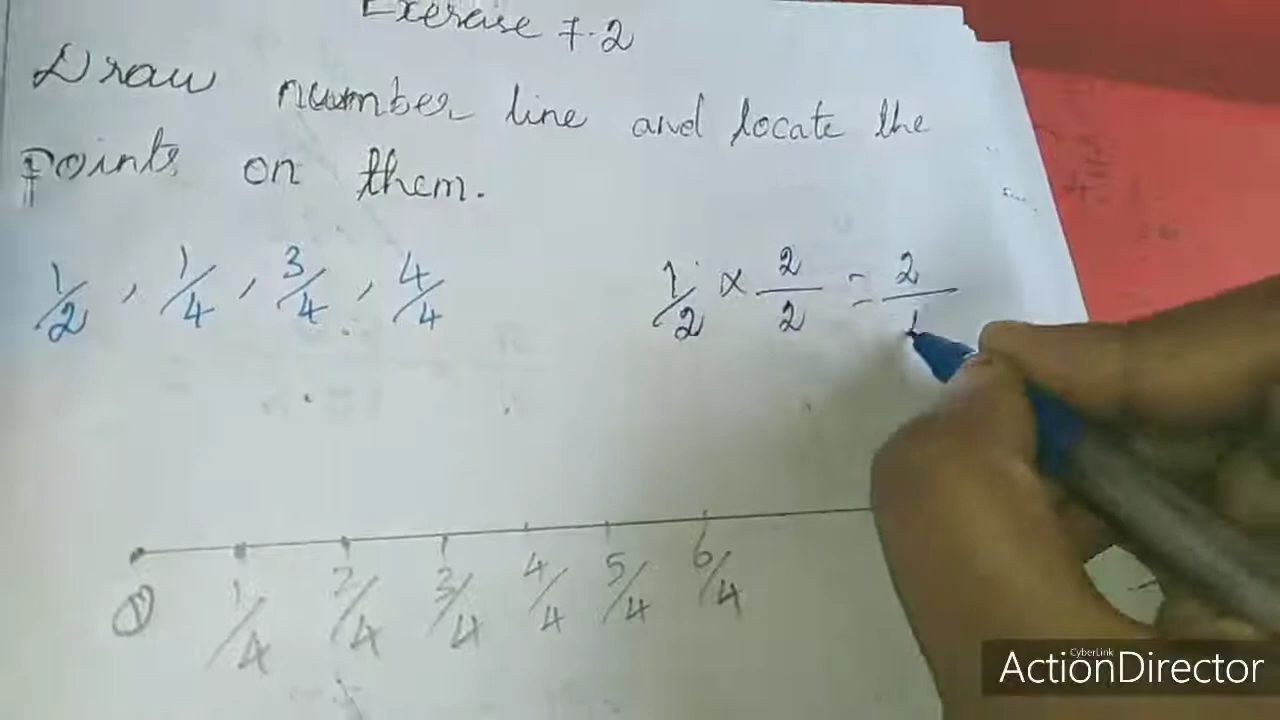 Exercise 7.2
Draw number line and locate the
points on them.
1/2 , 1/4 , 3/4 , 4/4
1/2 × 2/2 = 2/
0 1/4 2/4 3/4 4/4 5/4 6/4
CyberLink
ActionDirector